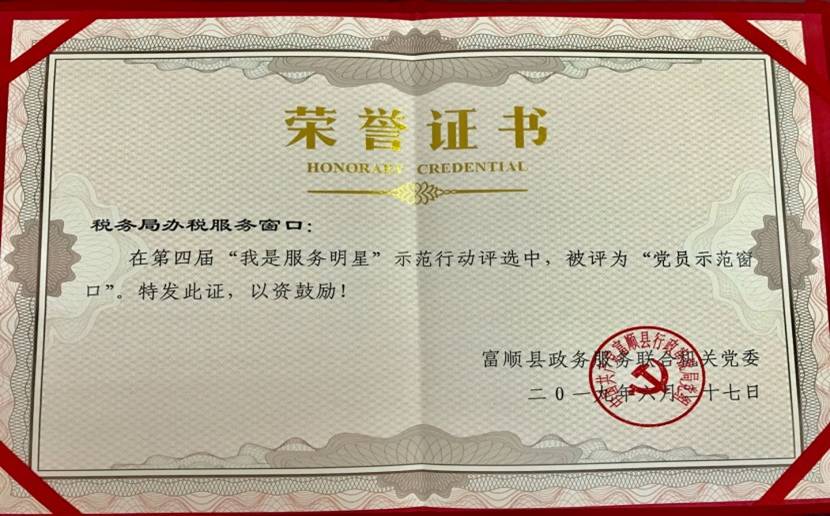 荣誉证书
HONORARY CREDENTIAL
税务局办税服务窗口：
在第四届“我是服务明星”示范行动评选中，被评为“党员示范窗
口”。特发此证，以资鼓励！
富顺县政务服务联合机关党委
二0一九年六月二十七日